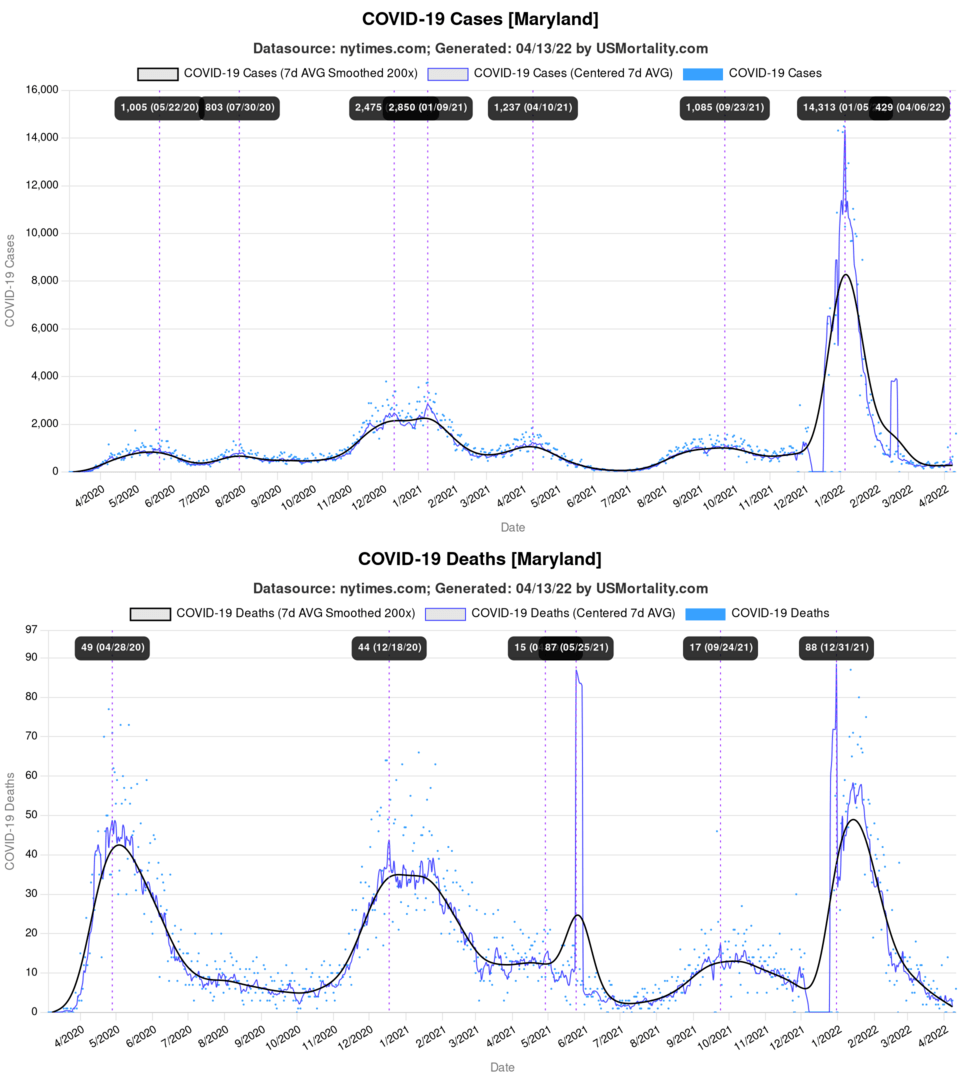 COVID-19 Cases [Maryland]
Datasource: nytimes.com; Generated: 04/13/22 by USMortality.com
COVID-19 Cases (7d AVG Smoothed 200x) COVID-19 Cases (Centered 7d AVG) COVID-19 Cases
16,000
1,005 (05/22/20) 803 (07/30/20) 2,475 2,850 (01/09/21) 1,237 (04/10/21) 1,085 (09/23/21) 14,313 (01/05 429 (04/06/22)
14,000
12,000
10,000
8,000
6,000
4,000
2,000
0
COVID-19 Cases
4/2020 5/2020 6/2020 7/2020 8/2020 9/2020 10/2020 11/2020 12/2020 1/2021 2/2021 3/2021 4/2021 5/2021 6/2021 7/2021 8/2021 9/2021 10/2021 11/2021 12/2021 1/2022 2/2022 3/2022 4/2022
Date
COVID-19 Deaths [Maryland]
Datasource: nytimes.com; Generated: 04/13/22 by USMortality.com
COVID-19 Deaths (7d AVG Smoothed 200x) COVID-19 Deaths (Centered 7d AVG) COVID-19 Deaths
97
49 (04/28/20) 44 (12/18/20) 15 (0 87 (05/25/21) 17 (09/24/21) 88 (12/31/21)
90
80
70
60
50
40
30
20
10
0
COVID-19 Deaths
4/2020 5/2020 6/2020 7/2020 8/2020 9/2020 10/2020 11/2020 12/2020 1/2021 2/2021 3/2021 4/2021 5/2021 6/2021 7/2021 8/2021 9/2021 10/2021 11/2021 12/2021 1/2022 2/2022 3/2022 4/2022
Date